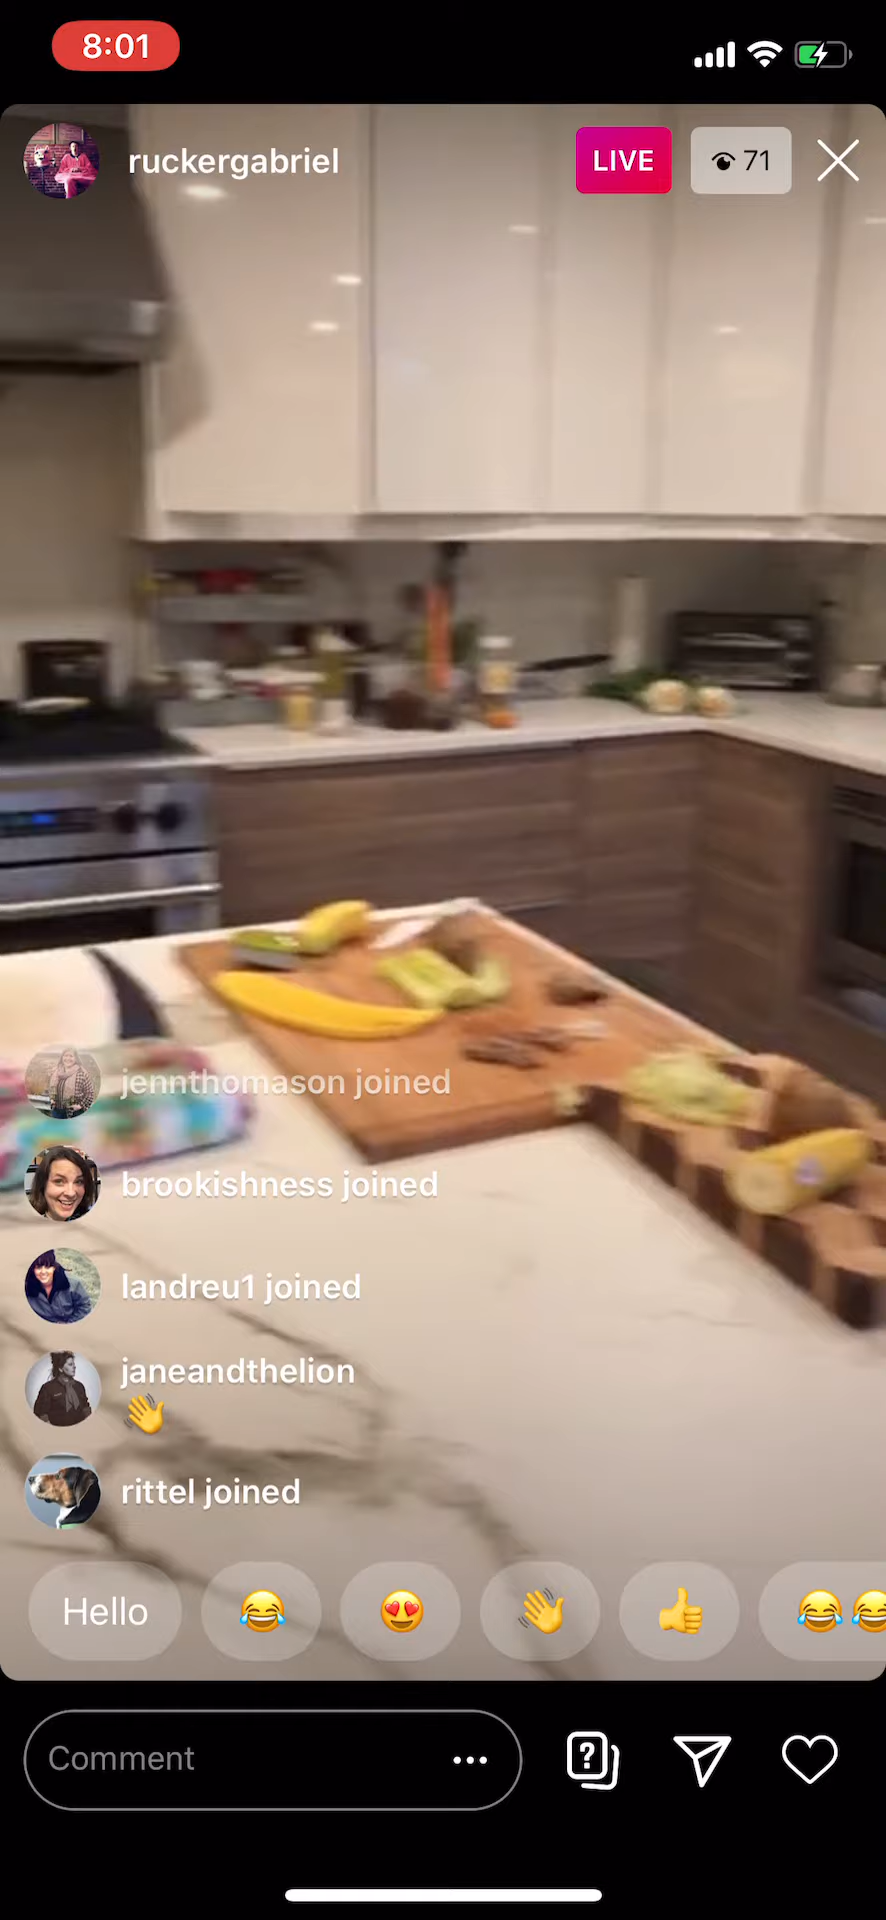 8:01
ruckergabriel
LIVE
71
jennthomason joined
brookishness joined
landreu1 joined
janeandthelion
👋
rittel joined
Hello 😂 😍 👋 👍 😂😂
Comment